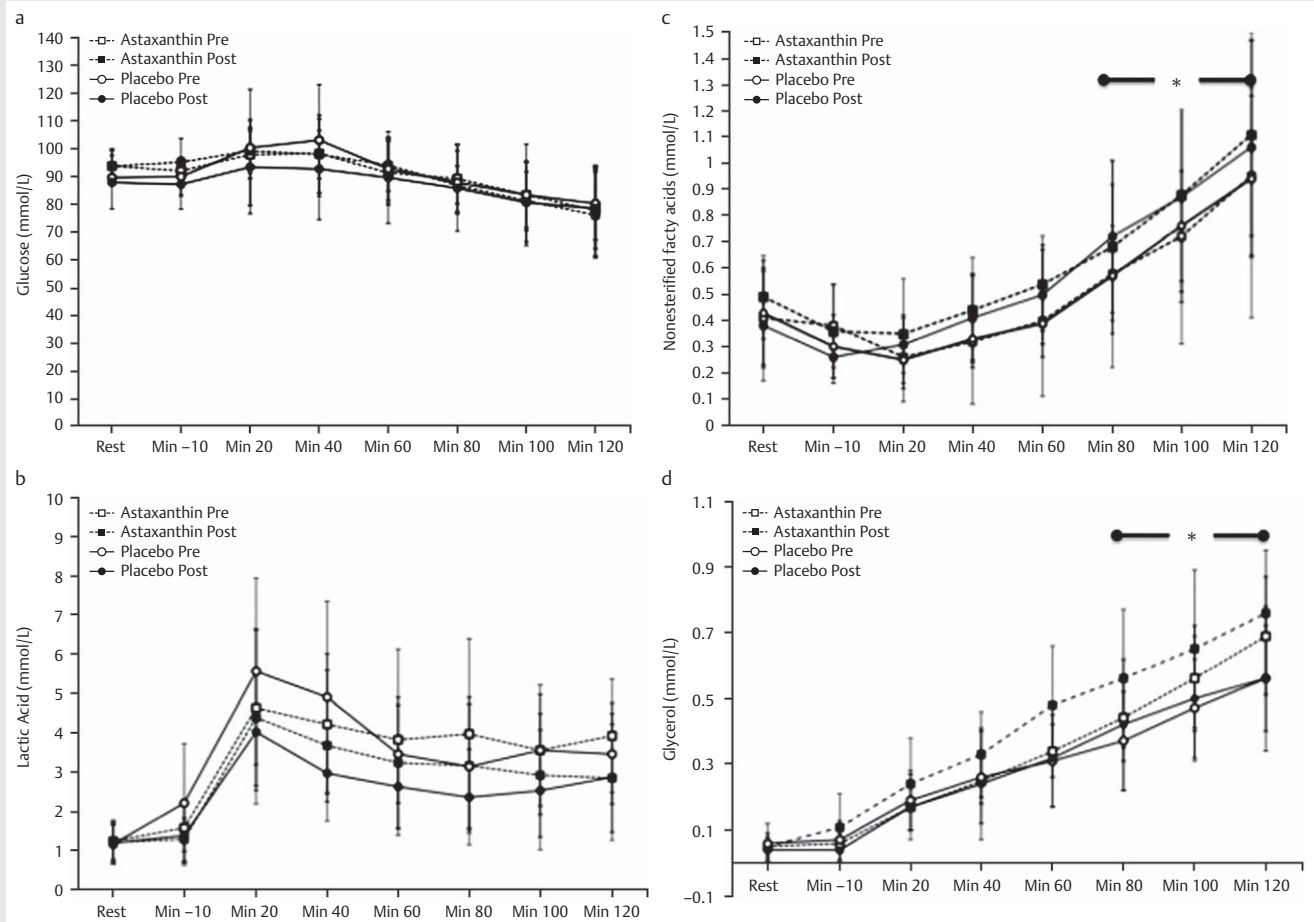 a
Glucose (mmol/L)
140
130
120
110
100
90
80
70
60
50
40
30
20
10
0
Astaxanthin Pre
Astaxanthin Post
Placebo Pre
Placebo Post
Rest Min –10 Min 20 Min 40 Min 60 Min 80 Min 100 Min 120
c
Nonesterified facty acids (mmol/L)
1.5
1.4
1.3
1.2
1.1
1
0.9
0.8
0.7
0.6
0.5
0.4
0.3
0.2
0.1
0
Astaxanthin Pre
Astaxanthin Post
Placebo Pre
Placebo Post
*
Rest Min –10 Min 20 Min 40 Min 60 Min 80 Min 100 Min 120
b
Lactic Acid (mmol/L)
10
9
8
7
6
5
4
3
2
1
0
Astaxanthin Pre
Astaxanthin Post
Placebo Pre
Placebo Post
Rest Min –10 Min 20 Min 40 Min 60 Min 80 Min 100 Min 120
d
Glycerol (mmol/L)
1.1
0.9
0.7
0.5
0.3
0.1
–0.1
Astaxanthin Pre
Astaxanthin Post
Placebo Pre
Placebo Post
*
Rest Min –10 Min 20 Min 40 Min 60 Min 80 Min 100 Min 120